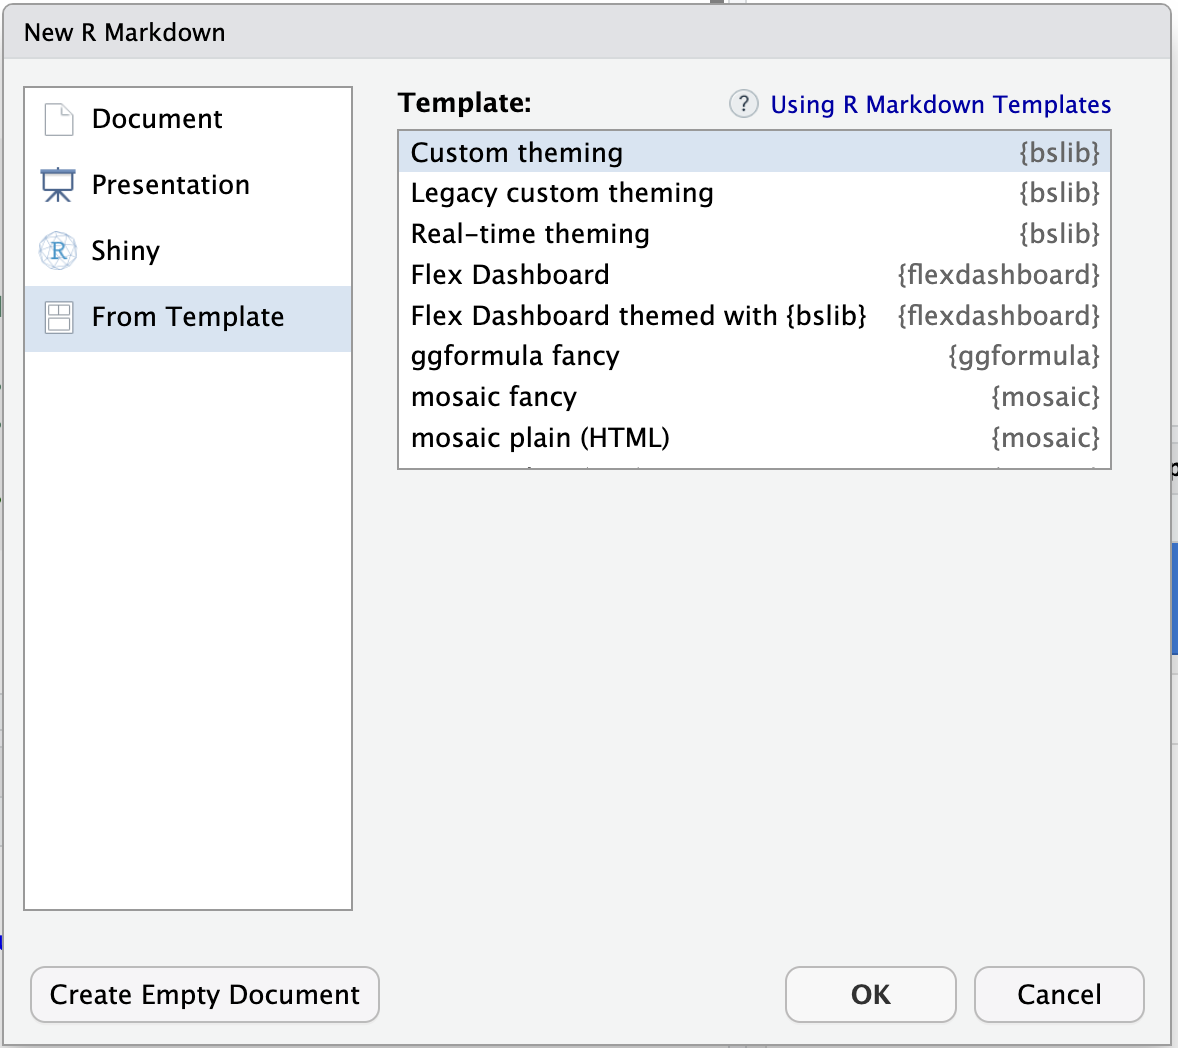 New R Markdown
Document
Presentation
Shiny
From Template
Template:
? Using R Markdown Templates
Custom theming {bslib}
Legacy custom theming {bslib}
Real-time theming {bslib}
Flex Dashboard {flexdashboard}
Flex Dashboard themed with {bslib} {flexdashboard}
ggformula fancy {ggformula}
mosaic fancy {mosaic}
mosaic plain (HTML) {mosaic}
Create Empty Document
OK
Cancel